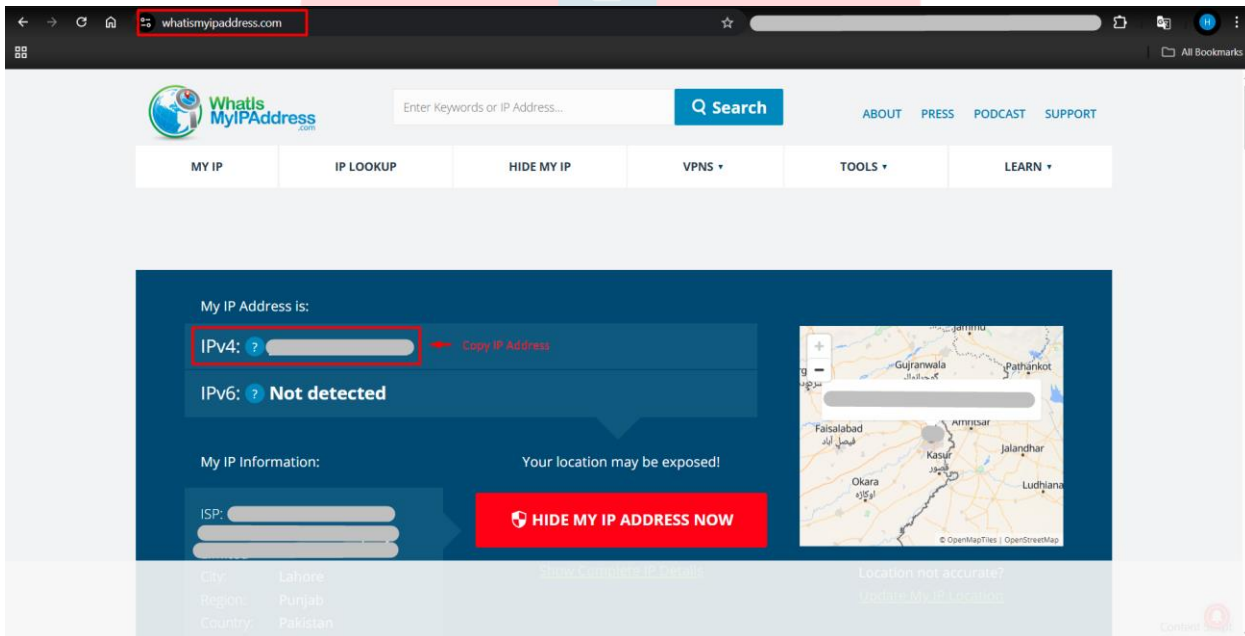 whatismyipaddress.com
H
All Bookmarks
WhatIs
MyIPAddress
.com
Enter Keywords or IP Address...
Search
ABOUT PRESS PODCAST SUPPORT
MY IP IP LOOKUP HIDE MY IP VPNS TOOLS LEARN
My IP Address is:
IPv4: ?
Copy IP Address
IPv6: ? Not detected
My IP Information:
Your location may be exposed!
ISP:
HIDE MY IP ADDRESS NOW
Show Complete IP Details
City: Lahore
Region: Punjab
Country: Pakistan
+
−
Jammu
Gujranwala
Pathankot
Faisalabad
فیصل آباد
Amritsar
Jalandhar
Kasur
قصور
Okara
اوکاڑہ
Ludhiana
© OpenMapTiles | OpenStreetMap
Location not accurate?
Update My IP Location